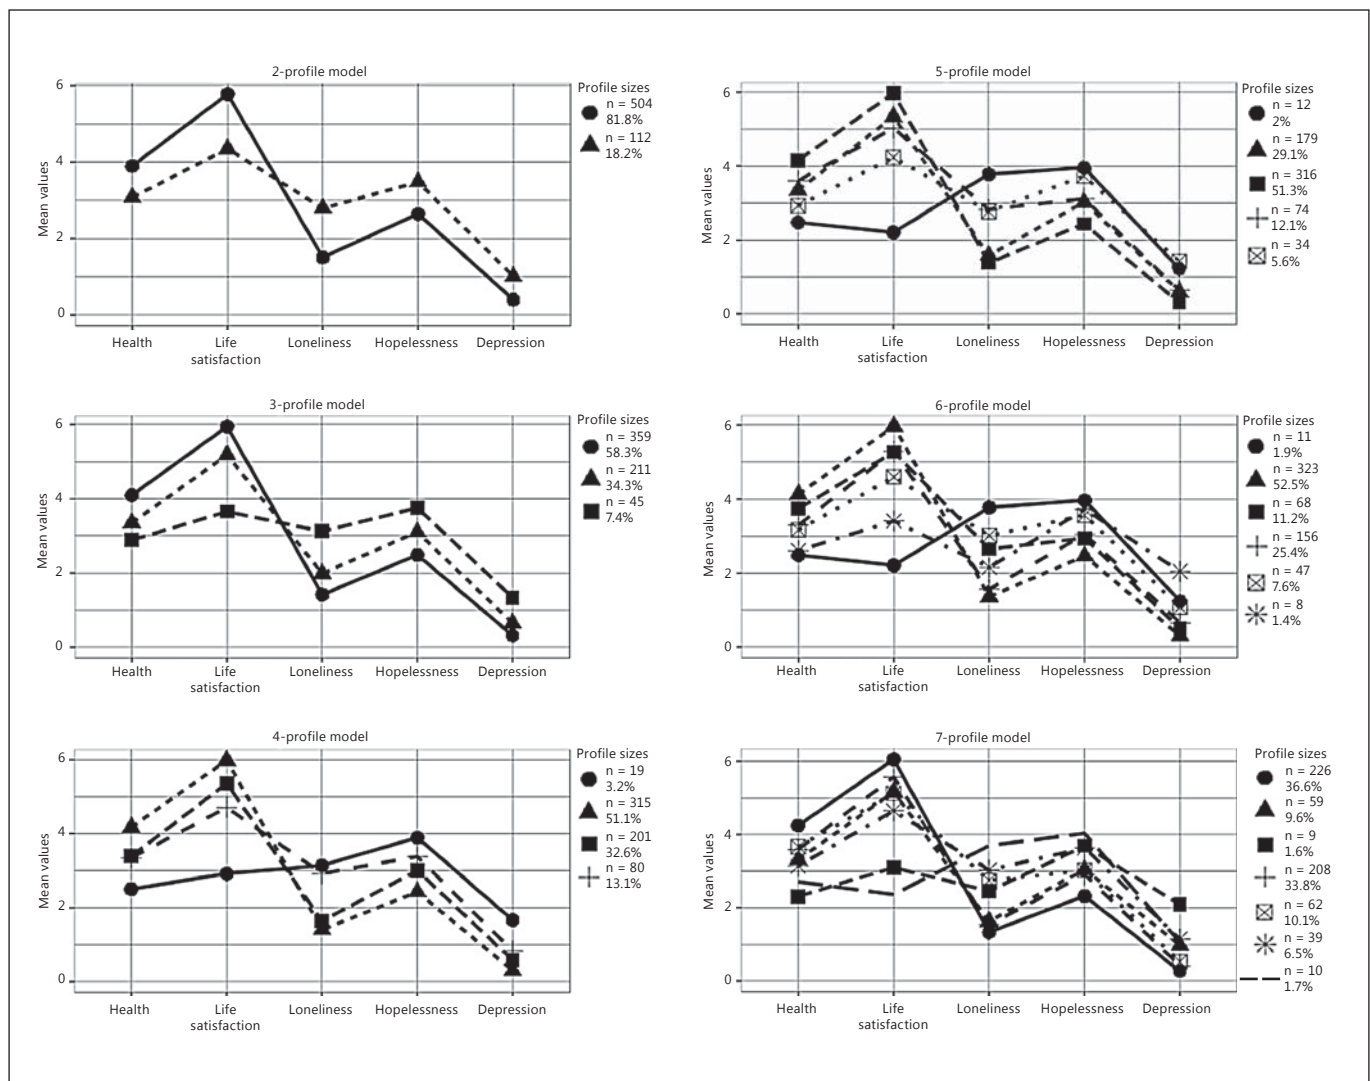 2-profile model
Mean values
6
4
2
0
Health
Life
satisfaction
Loneliness
Hopelessness
Depression
Profile sizes
n = 504
81.8%
n = 112
18.2%
3-profile model
Mean values
6
4
2
0
Health
Life
satisfaction
Loneliness
Hopelessness
Depression
Profile sizes
n = 359
58.3%
n = 211
34.3%
n = 45
7.4%
4-profile model
Mean values
6
4
2
0
Health
Life
satisfaction
Loneliness
Hopelessness
Depression
Profile sizes
n = 19
3.2%
n = 315
51.1%
n = 201
32.6%
n = 80
13.1%
5-profile model
Mean values
6
4
2
0
Health
Life
satisfaction
Loneliness
Hopelessness
Depression
Profile sizes
n = 12
2%
n = 179
29.1%
n = 316
51.3%
n = 74
12.1%
n = 34
5.6%
6-profile model
Mean values
6
4
2
0
Health
Life
satisfaction
Loneliness
Hopelessness
Depression
Profile sizes
n = 11
1.9%
n = 323
52.5%
n = 68
11.2%
n = 156
25.4%
n = 47
7.6%
n = 8
1.4%
7-profile model
Mean values
6
4
2
0
Health
Life
satisfaction
Loneliness
Hopelessness
Depression
Profile sizes
n = 226
36.6%
n = 59
9.6%
n = 9
1.6%
n = 208
33.8%
n = 62
10.1%
n = 39
6.5%
n = 10
1.7%